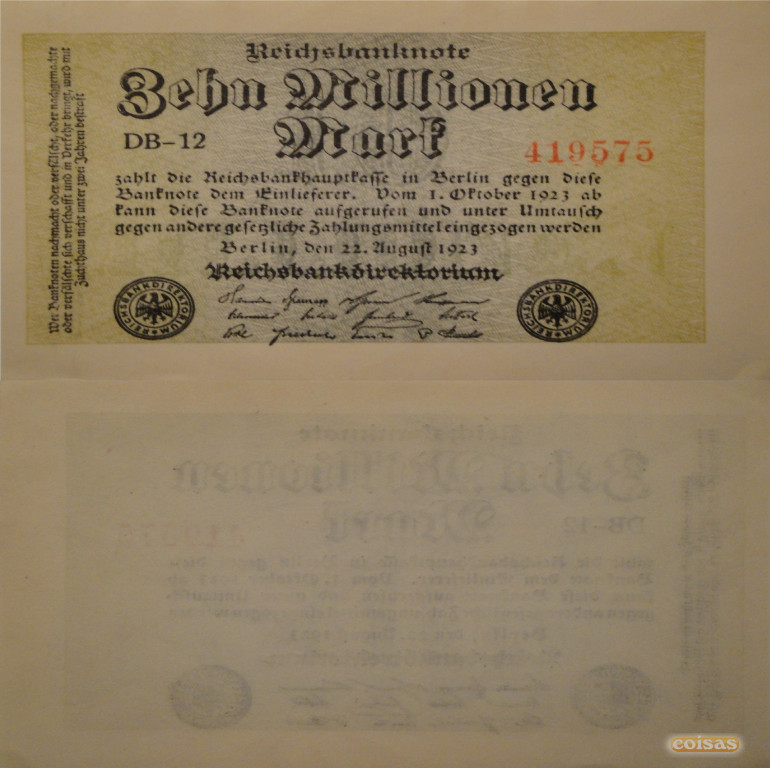 Reichsbanknote
Zehn Millionen
Mark
DB-12
419575
zahlt die Reichsbankhauptkasse in Berlin gegen diese
Banknote dem Einlieferer. Vom 1. Oktober 1923 ab
kann diese Banknote aufgerufen und unter Umtausch
gegen andere gesetzliche Zahlungsmittel eingezogen werden
Berlin, den 22. August 1923
Reichsbankdirektorium
REICHSBANKDIREKTORIUM
REICHSBANKDIREKTORIUM
Wer Banknoten nachmacht oder verfälscht, oder nachgemachte
oder verfälschte sich verschafft und in Verkehr bringt, wird mit
Zuchthaus nicht unter zwei Jahren bestraft
coisas